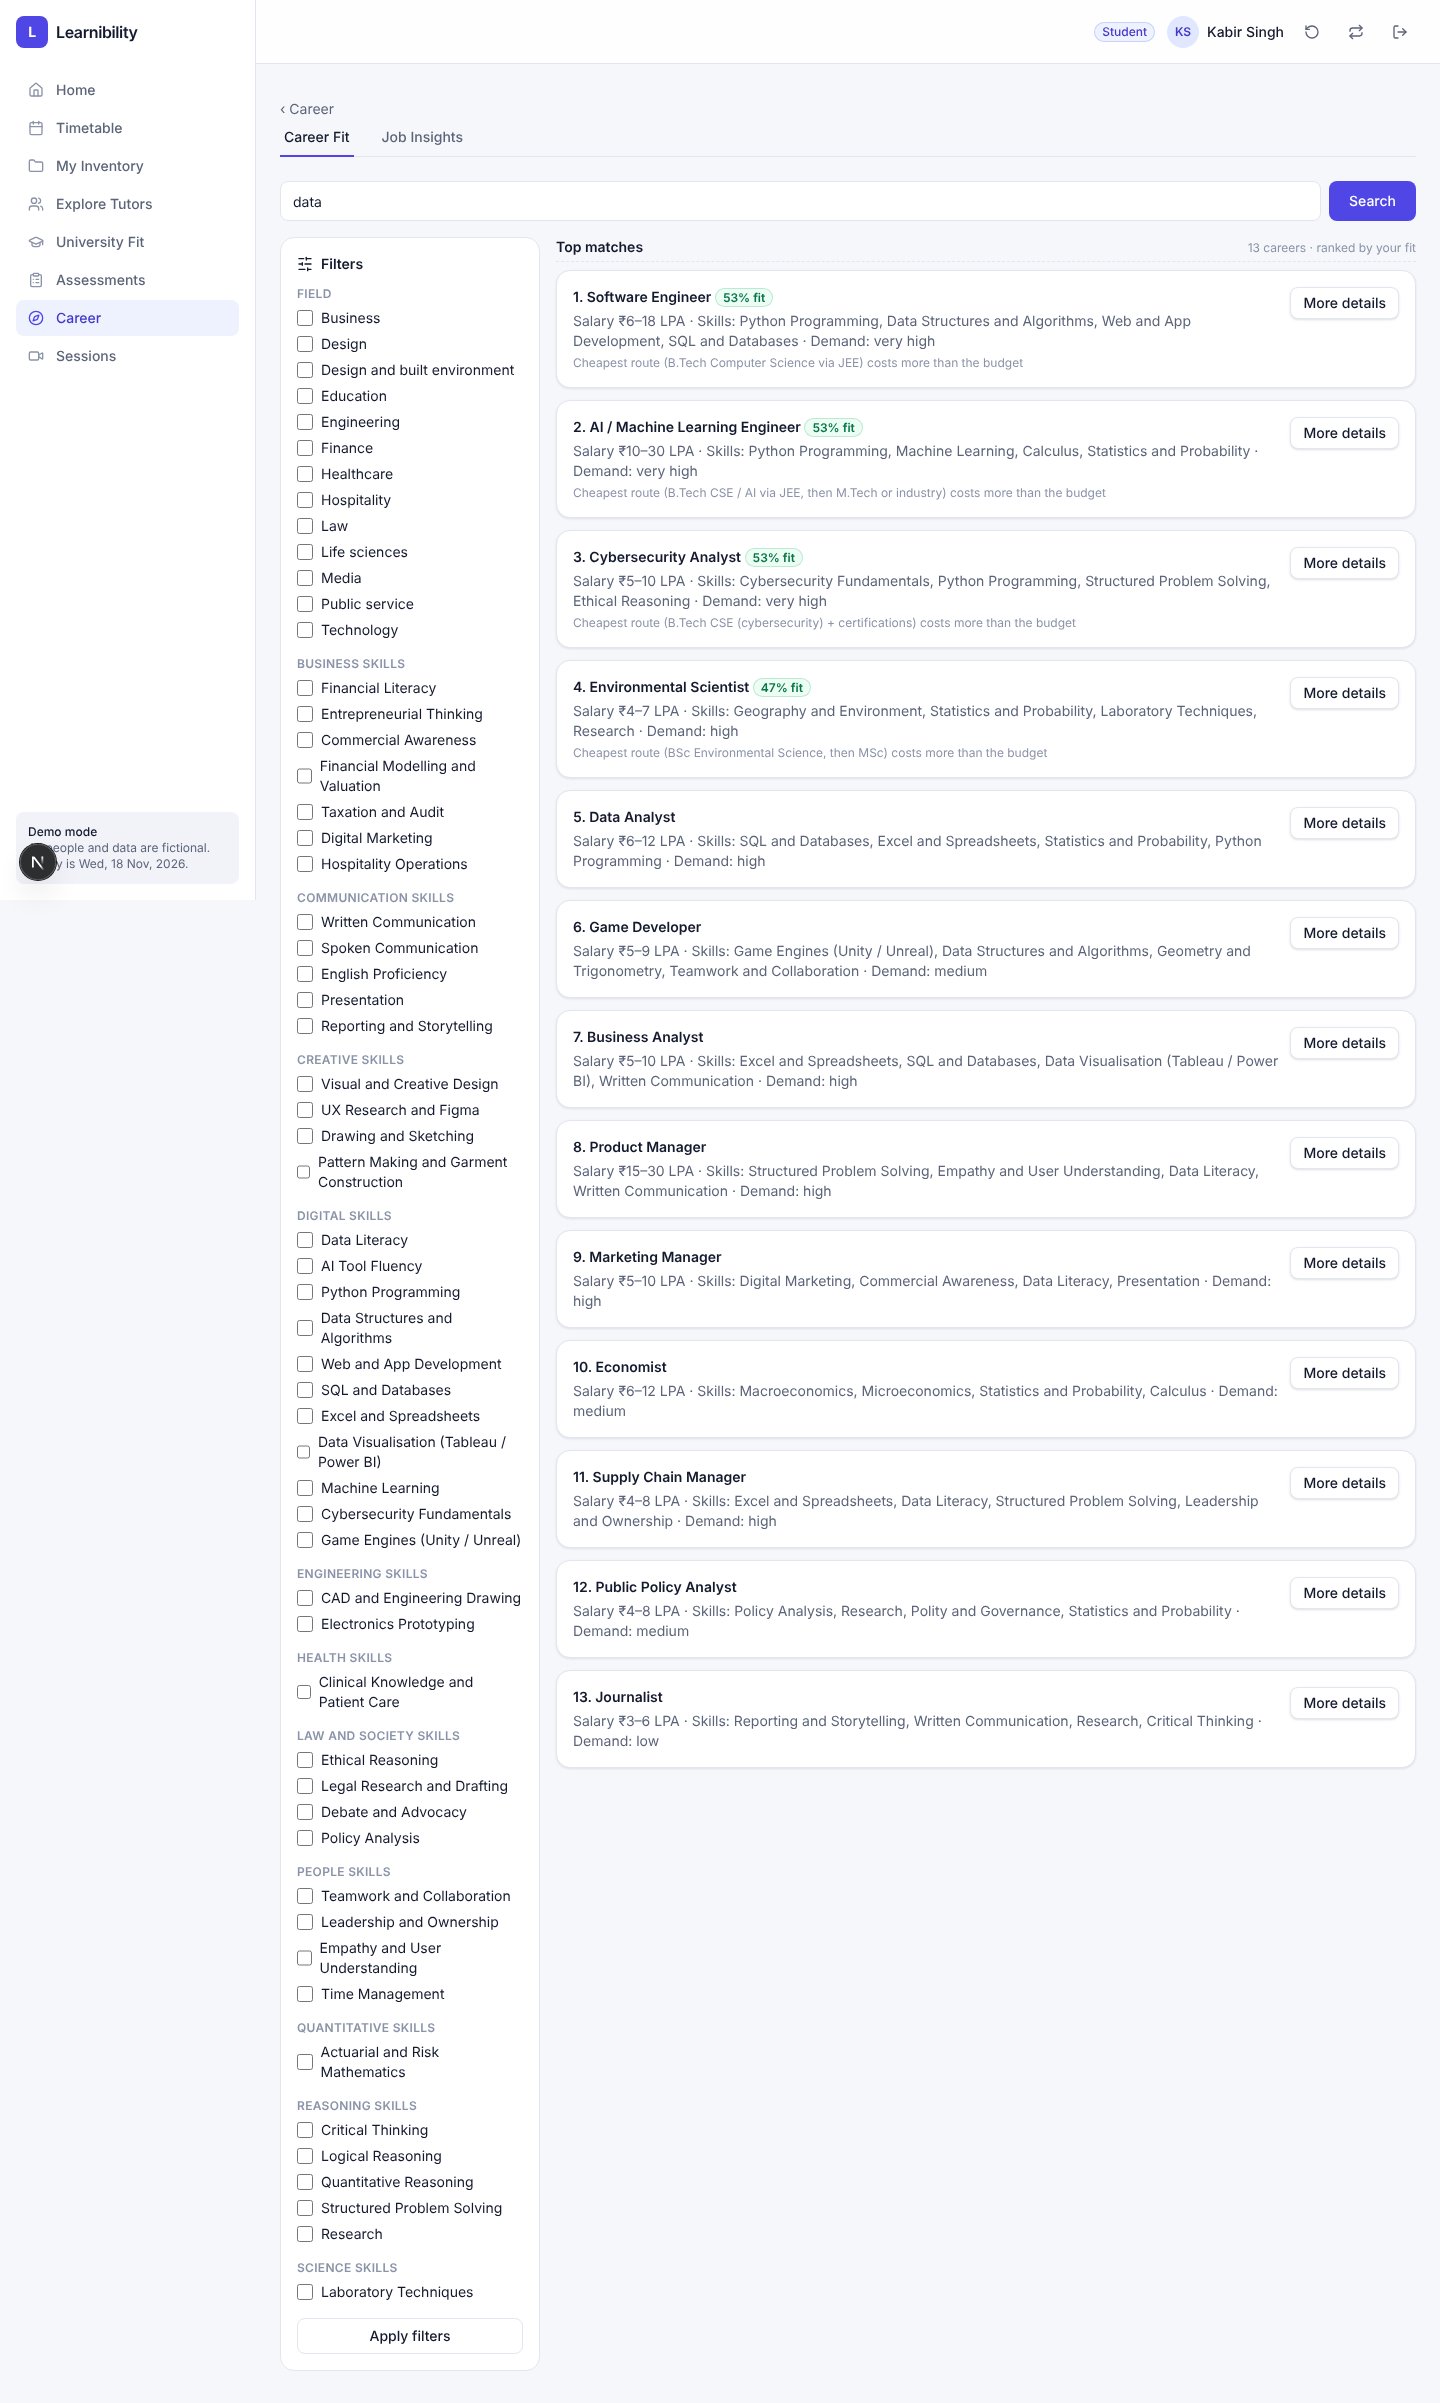 L Learnibility
Home
Timetable
My Inventory
Explore Tutors
University Fit
Assessments
Career
Sessions
Demo mode
people and data are fictional.
is Wed, 18 Nov, 2026.
N
Student KS Kabir Singh
‹ Career
Career Fit Job Insights
data Search
Filters
FIELD
Business
Design
Design and built environment
Education
Engineering
Finance
Healthcare
Hospitality
Law
Life sciences
Media
Public service
Technology
BUSINESS SKILLS
Financial Literacy
Entrepreneurial Thinking
Commercial Awareness
Financial Modelling and
Valuation
Taxation and Audit
Digital Marketing
Hospitality Operations
COMMUNICATION SKILLS
Written Communication
Spoken Communication
English Proficiency
Presentation
Reporting and Storytelling
CREATIVE SKILLS
Visual and Creative Design
UX Research and Figma
Drawing and Sketching
Pattern Making and Garment
Construction
DIGITAL SKILLS
Data Literacy
AI Tool Fluency
Python Programming
Data Structures and
Algorithms
Web and App Development
SQL and Databases
Excel and Spreadsheets
Data Visualisation (Tableau /
Power BI)
Machine Learning
Cybersecurity Fundamentals
Game Engines (Unity / Unreal)
ENGINEERING SKILLS
CAD and Engineering Drawing
Electronics Prototyping
HEALTH SKILLS
Clinical Knowledge and
Patient Care
LAW AND SOCIETY SKILLS
Ethical Reasoning
Legal Research and Drafting
Debate and Advocacy
Policy Analysis
PEOPLE SKILLS
Teamwork and Collaboration
Leadership and Ownership
Empathy and User
Understanding
Time Management
QUANTITATIVE SKILLS
Actuarial and Risk
Mathematics
REASONING SKILLS
Critical Thinking
Logical Reasoning
Quantitative Reasoning
Structured Problem Solving
Research
SCIENCE SKILLS
Laboratory Techniques
Apply filters
Top matches 13 careers · ranked by your fit
1. Software Engineer 53% fit More details
Salary ₹6–18 LPA · Skills: Python Programming, Data Structures and Algorithms, Web and App
Development, SQL and Databases · Demand: very high
Cheapest route (B.Tech Computer Science via JEE) costs more than the budget
2. AI / Machine Learning Engineer 53% fit More details
Salary ₹10–30 LPA · Skills: Python Programming, Machine Learning, Calculus, Statistics and Probability ·
Demand: very high
Cheapest route (B.Tech CSE / AI via JEE, then M.Tech or industry) costs more than the budget
3. Cybersecurity Analyst 53% fit More details
Salary ₹5–10 LPA · Skills: Cybersecurity Fundamentals, Python Programming, Structured Problem Solving,
Ethical Reasoning · Demand: very high
Cheapest route (B.Tech CSE (cybersecurity) + certifications) costs more than the budget
4. Environmental Scientist 47% fit More details
Salary ₹4–7 LPA · Skills: Geography and Environment, Statistics and Probability, Laboratory Techniques,
Research · Demand: high
Cheapest route (BSc Environmental Science, then MSc) costs more than the budget
5. Data Analyst More details
Salary ₹6–12 LPA · Skills: SQL and Databases, Excel and Spreadsheets, Statistics and Probability, Python
Programming · Demand: high
6. Game Developer More details
Salary ₹5–9 LPA · Skills: Game Engines (Unity / Unreal), Data Structures and Algorithms, Geometry and
Trigonometry, Teamwork and Collaboration · Demand: medium
7. Business Analyst More details
Salary ₹5–10 LPA · Skills: Excel and Spreadsheets, SQL and Databases, Data Visualisation (Tableau / Power
BI), Written Communication · Demand: high
8. Product Manager More details
Salary ₹15–30 LPA · Skills: Structured Problem Solving, Empathy and User Understanding, Data Literacy,
Written Communication · Demand: high
9. Marketing Manager More details
Salary ₹5–10 LPA · Skills: Digital Marketing, Commercial Awareness, Data Literacy, Presentation · Demand:
high
10. Economist More details
Salary ₹6–12 LPA · Skills: Macroeconomics, Microeconomics, Statistics and Probability, Calculus · Demand:
medium
11. Supply Chain Manager More details
Salary ₹4–8 LPA · Skills: Excel and Spreadsheets, Data Literacy, Structured Problem Solving, Leadership
and Ownership · Demand: high
12. Public Policy Analyst More details
Salary ₹4–8 LPA · Skills: Policy Analysis, Research, Polity and Governance, Statistics and Probability ·
Demand: medium
13. Journalist More details
Salary ₹3–6 LPA · Skills: Reporting and Storytelling, Written Communication, Research, Critical Thinking ·
Demand: low